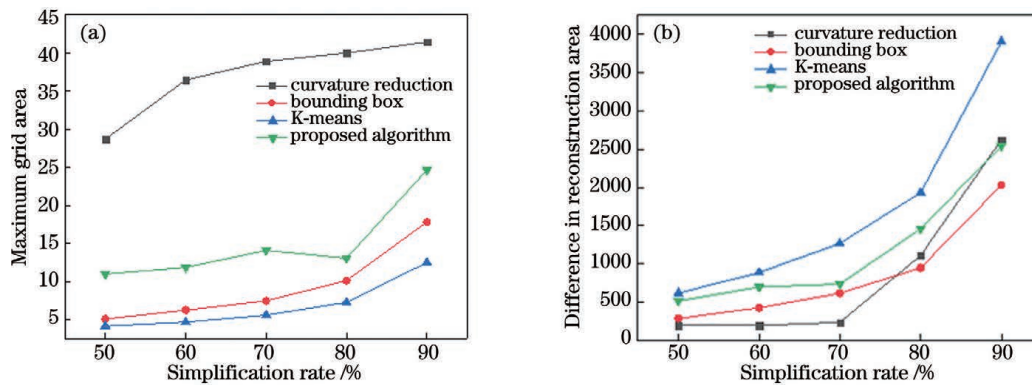 (a)
45
40
35
30
25
20
15
10
5
Maximum grid area
curvature reduction
bounding box
K-means
proposed algorithm
50 60 70 80 90
Simplification rate /%
(b)
4000
3500
3000
2500
2000
1500
1000
500
0
Difference in reconstruction area
curvature reduction
bounding box
K-means
proposed algorithm
50 60 70 80 90
Simplification rate /%